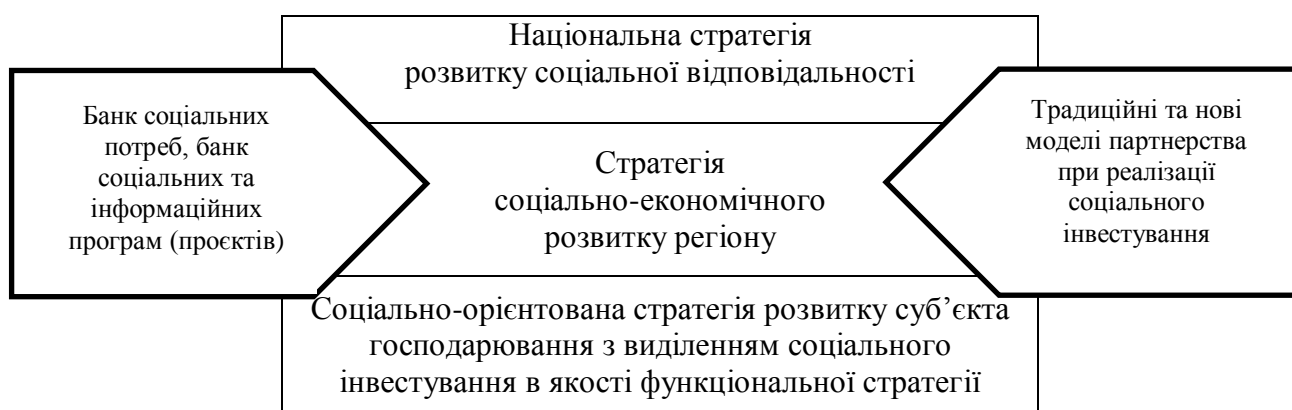 Національна стратегія
розвитку соціальної відповідальності
Банк соціальних
потреб, банк
соціальних та
інформаційних
програм (проєктів)
Стратегія
соціально-економічного
розвитку регіону
Традиційні та нові
моделі партнерства
при реалізації
соціального
інвестування
Соціально-орієнтована стратегія розвитку суб’єкта
господарювання з виділенням соціального
інвестування в якості функціональної стратегії